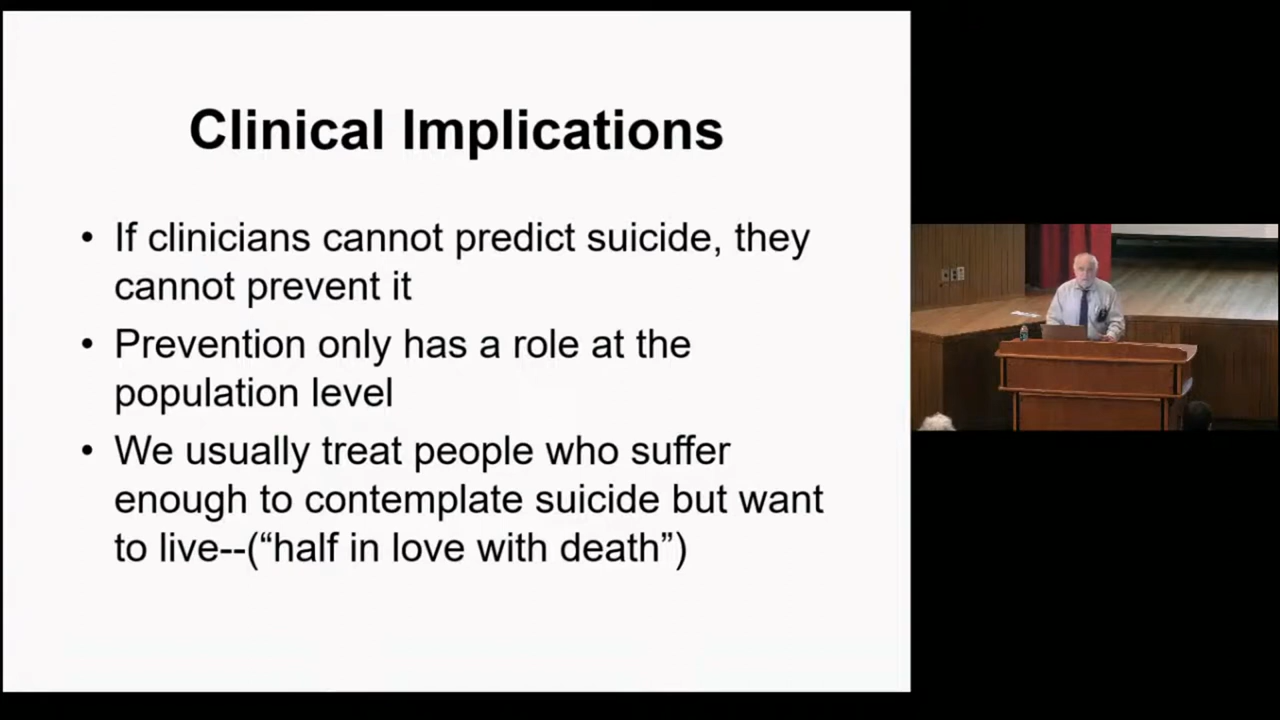 Clinical Implications
• If clinicians cannot predict suicide, they
cannot prevent it
• Prevention only has a role at the
population level
• We usually treat people who suffer
enough to contemplate suicide but want
to live--(“half in love with death”)